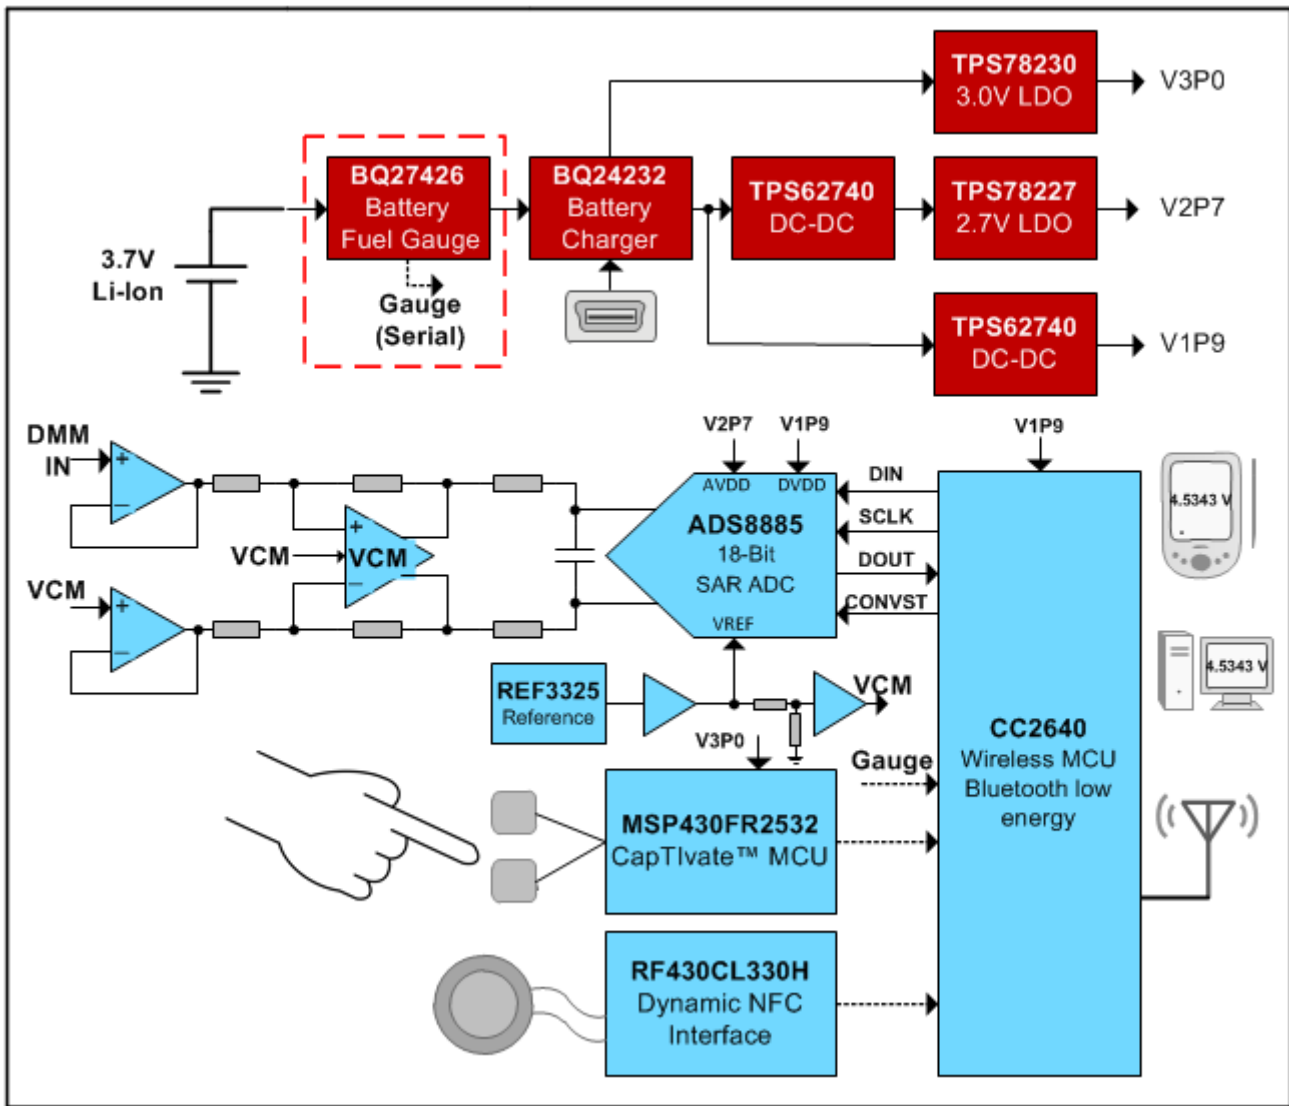 TPS78230
3.0V LDO
V3P0
BQ27426
Battery
Fuel Gauge
BQ24232
Battery
Charger
TPS62740
DC-DC
TPS78227
2.7V LDO
V2P7
3.7V
Li-Ion
Gauge
(Serial)
TPS62740
DC-DC
V1P9
DMM
IN
+
−
VCM
VCM
+
−
VCM
+
−
V2P7
V1P9
AVDD
DVDD
ADS8885
18-Bit
SAR ADC
VREF
DIN
SCLK
DOUT
CONVST
V1P9
4.5343 V
4.5343 V
REF3325
Reference
VCM
V3P0
Gauge
CC2640
Wireless MCU
Bluetooth low
energy
MSP430FR2532
CapTIvate™ MCU
RF430CL330H
Dynamic NFC
Interface